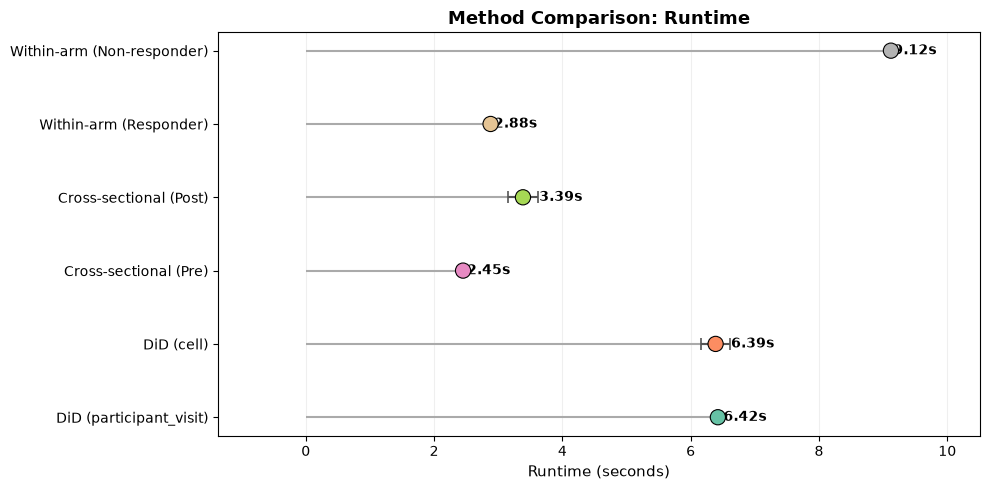 Method Comparison: Runtime
Within-arm (Non-responder)
9.12s
Within-arm (Responder)
2.88s
Cross-sectional (Post)
3.39s
Cross-sectional (Pre)
2.45s
DiD (cell)
6.39s
DiD (participant_visit)
6.42s
0 2 4 6 8 10
Runtime (seconds)